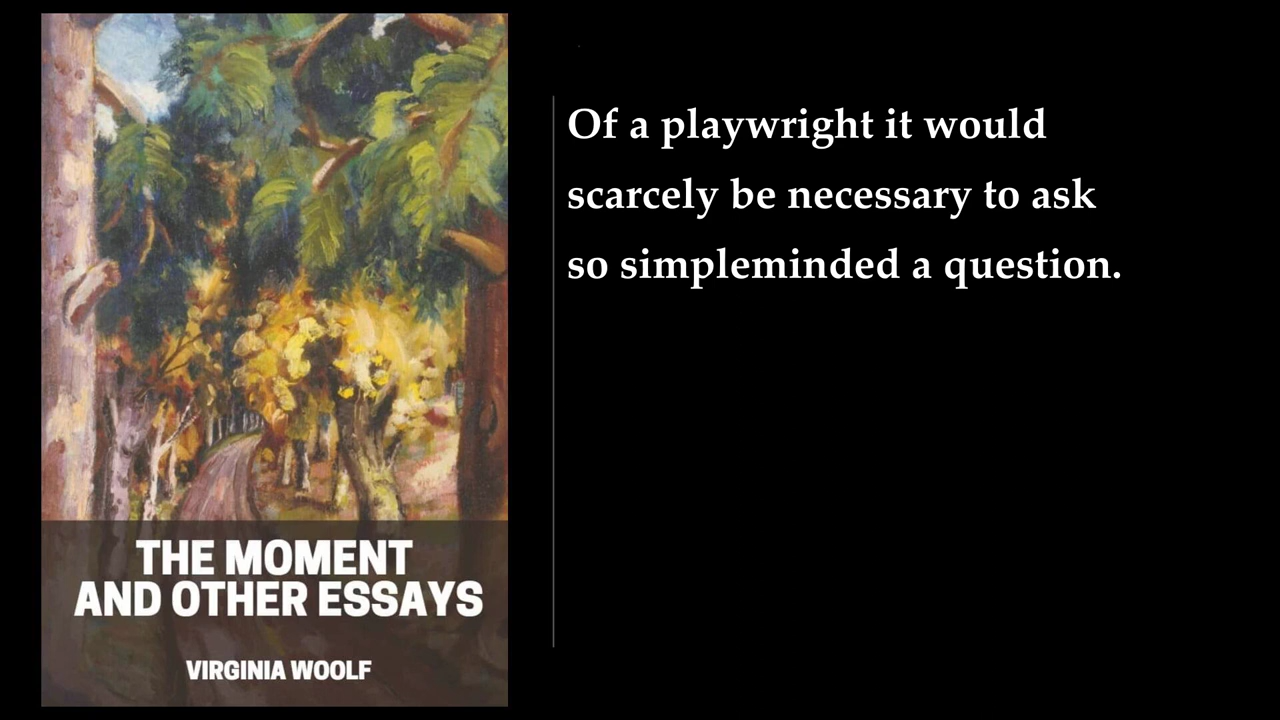 THE MOMENT
AND OTHER ESSAYS
VIRGINIA WOOLF
Of a playwright it would
scarcely be necessary to ask
so simpleminded a question.